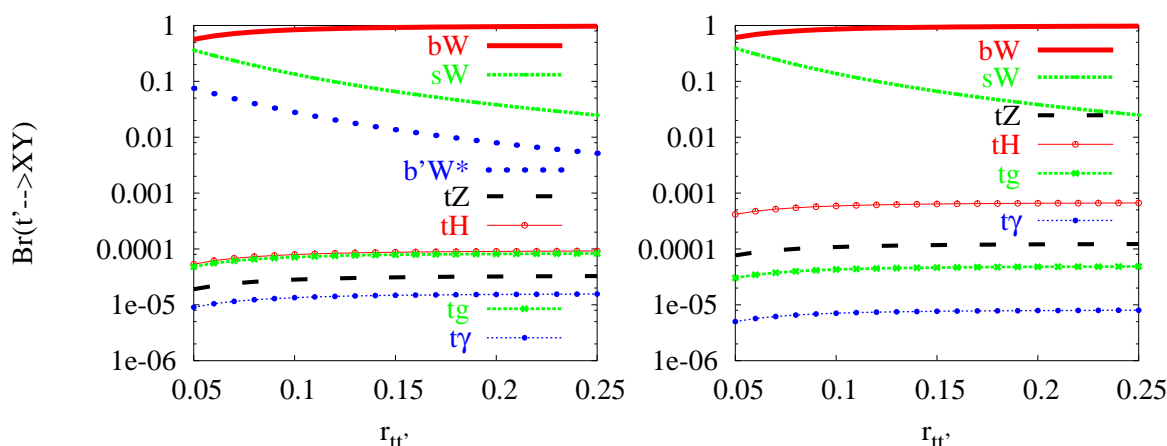 Br(t'-->XY)
1
0.1
0.01
0.001
0.0001
1e-05
1e-06
bW
sW
b'W*
tZ
tH
tg
tγ
0.05 0.1 0.15 0.2 0.25
r_tt'
bW
sW
tZ
tH
tg
tγ
1
0.1
0.01
0.001
0.0001
1e-05
1e-06
0.05 0.1 0.15 0.2 0.25
r_tt'